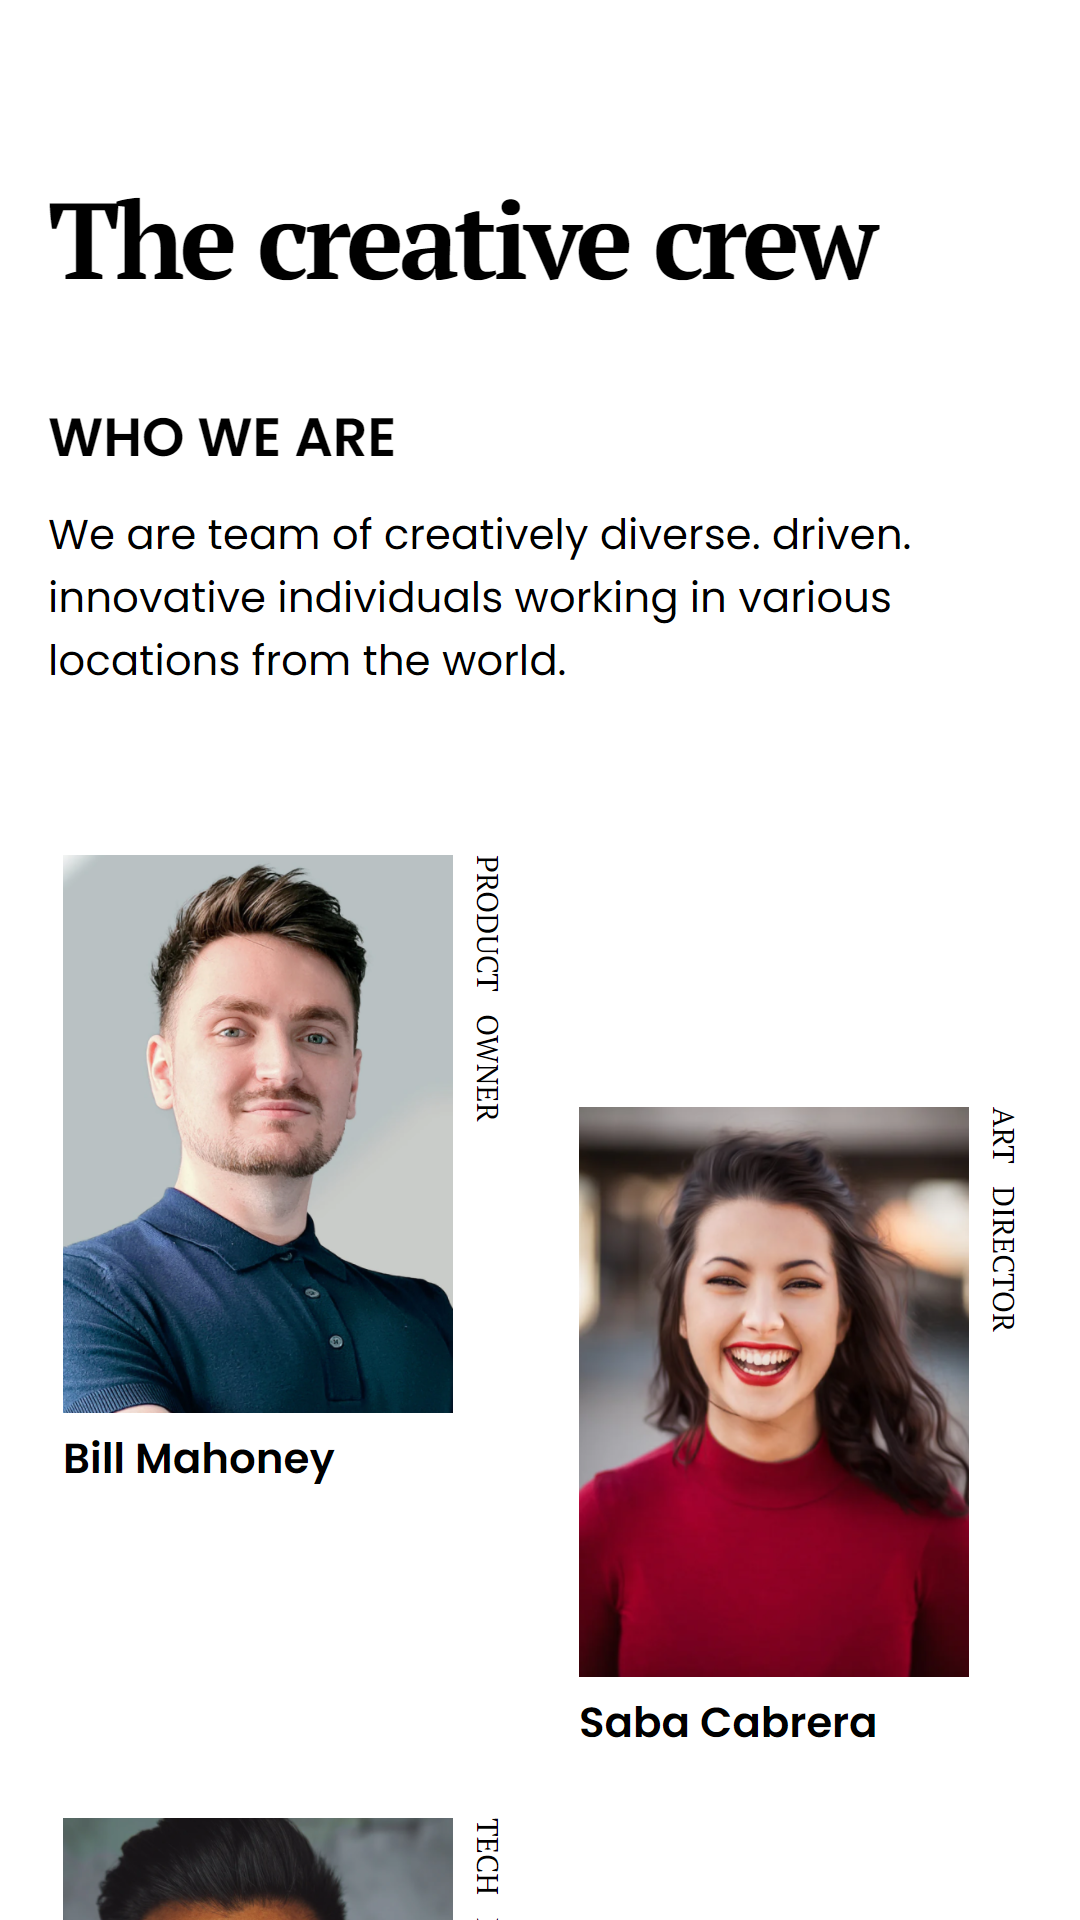 The creative crew
WHO WE ARE
We are team of creatively diverse. driven.
innovative individuals working in various
locations from the world.
PRODUCT OWNER
Bill Mahoney
ART DIRECTOR
Saba Cabrera
TECH